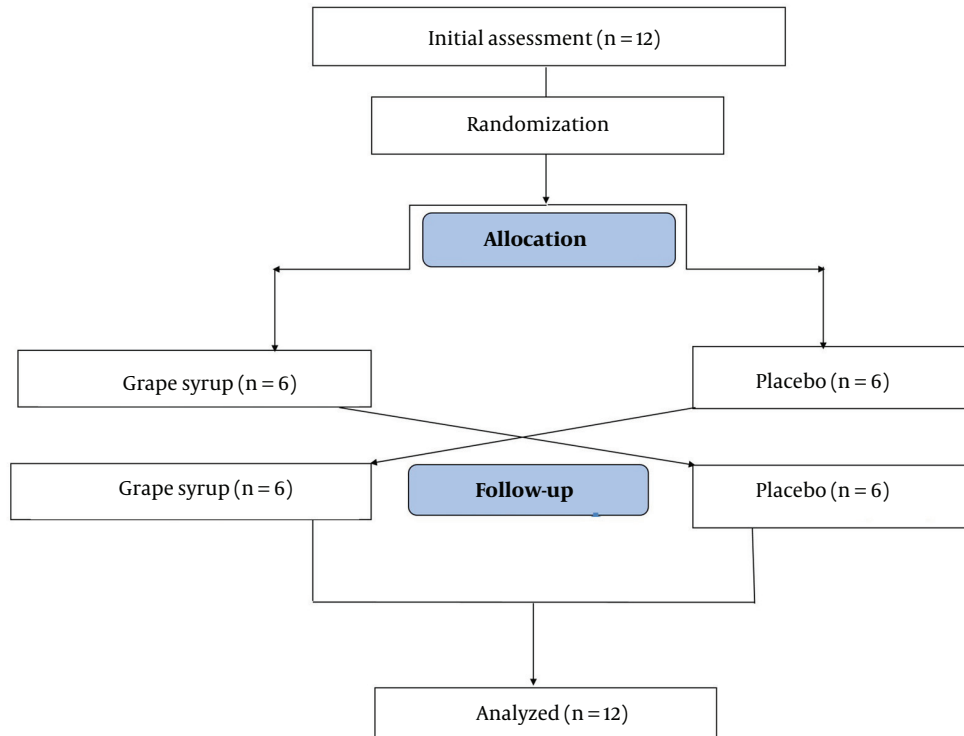 Initial assessment (n = 12)
Randomization
Allocation
Grape syrup (n = 6)
Placebo (n = 6)
Grape syrup (n = 6)
Follow-up
Placebo (n = 6)
Analyzed (n = 12)